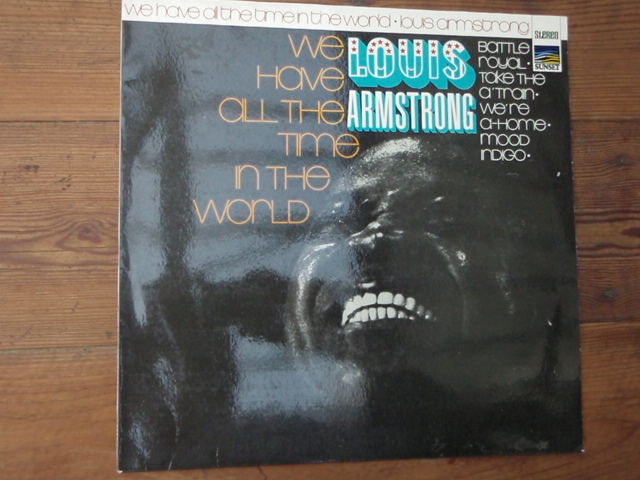 we have all the time in the world · louis armstrong
STEREO
SUNSET
we
have
all the
time
in the
world
LOUIS
ARMSTRONG
battle
royal·
take the
a'train·
we're
a-home·
mood
indigo·